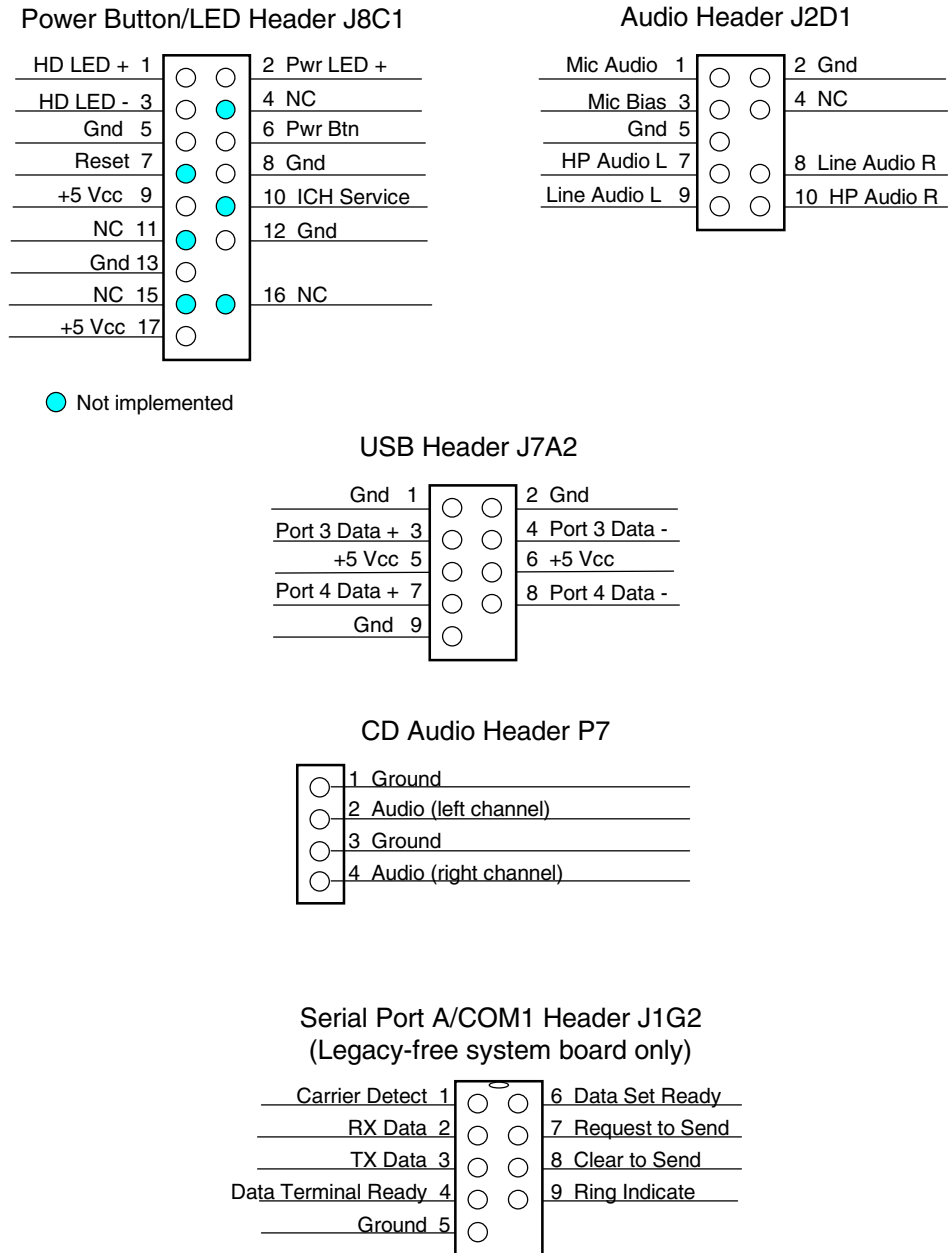 Power Button/LED Header J8C1
HD LED + 1 2 Pwr LED +
HD LED - 3 4 NC
Gnd 5 6 Pwr Btn
Reset 7 8 Gnd
+5 Vcc 9 10 ICH Service
NC 11 12 Gnd
Gnd 13
NC 15 16 NC
+5 Vcc 17
Not implemented
Audio Header J2D1
Mic Audio 1 2 Gnd
Mic Bias 3 4 NC
Gnd 5
HP Audio L 7 8 Line Audio R
Line Audio L 9 10 HP Audio R
USB Header J7A2
Gnd 1 2 Gnd
Port 3 Data + 3 4 Port 3 Data -
+5 Vcc 5 6 +5 Vcc
Port 4 Data + 7 8 Port 4 Data -
Gnd 9
CD Audio Header P7
1 Ground
2 Audio (left channel)
3 Ground
4 Audio (right channel)
Serial Port A/COM1 Header J1G2
(Legacy-free system board only)
Carrier Detect 1 6 Data Set Ready
RX Data 2 7 Request to Send
TX Data 3 8 Clear to Send
Data Terminal Ready 4 9 Ring Indicate
Ground 5